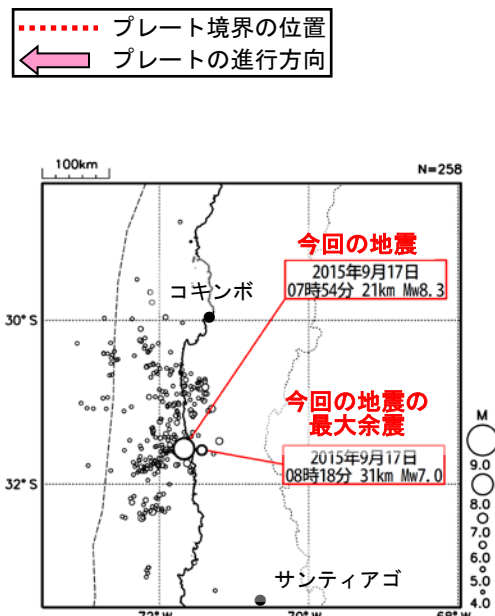 プレート境界の位置
プレートの進行方向
100km
N=258
今回の地震
2015年9月17日
07時54分 21km Mw8.3
コキンボ
30°S
今回の地震の
最大余震
2015年9月17日
08時18分 31km Mw7.0
32°S
M
9.0
8.0
7.0
6.0
5.0
4.0
サンティアゴ
72°W
70°W
68°W